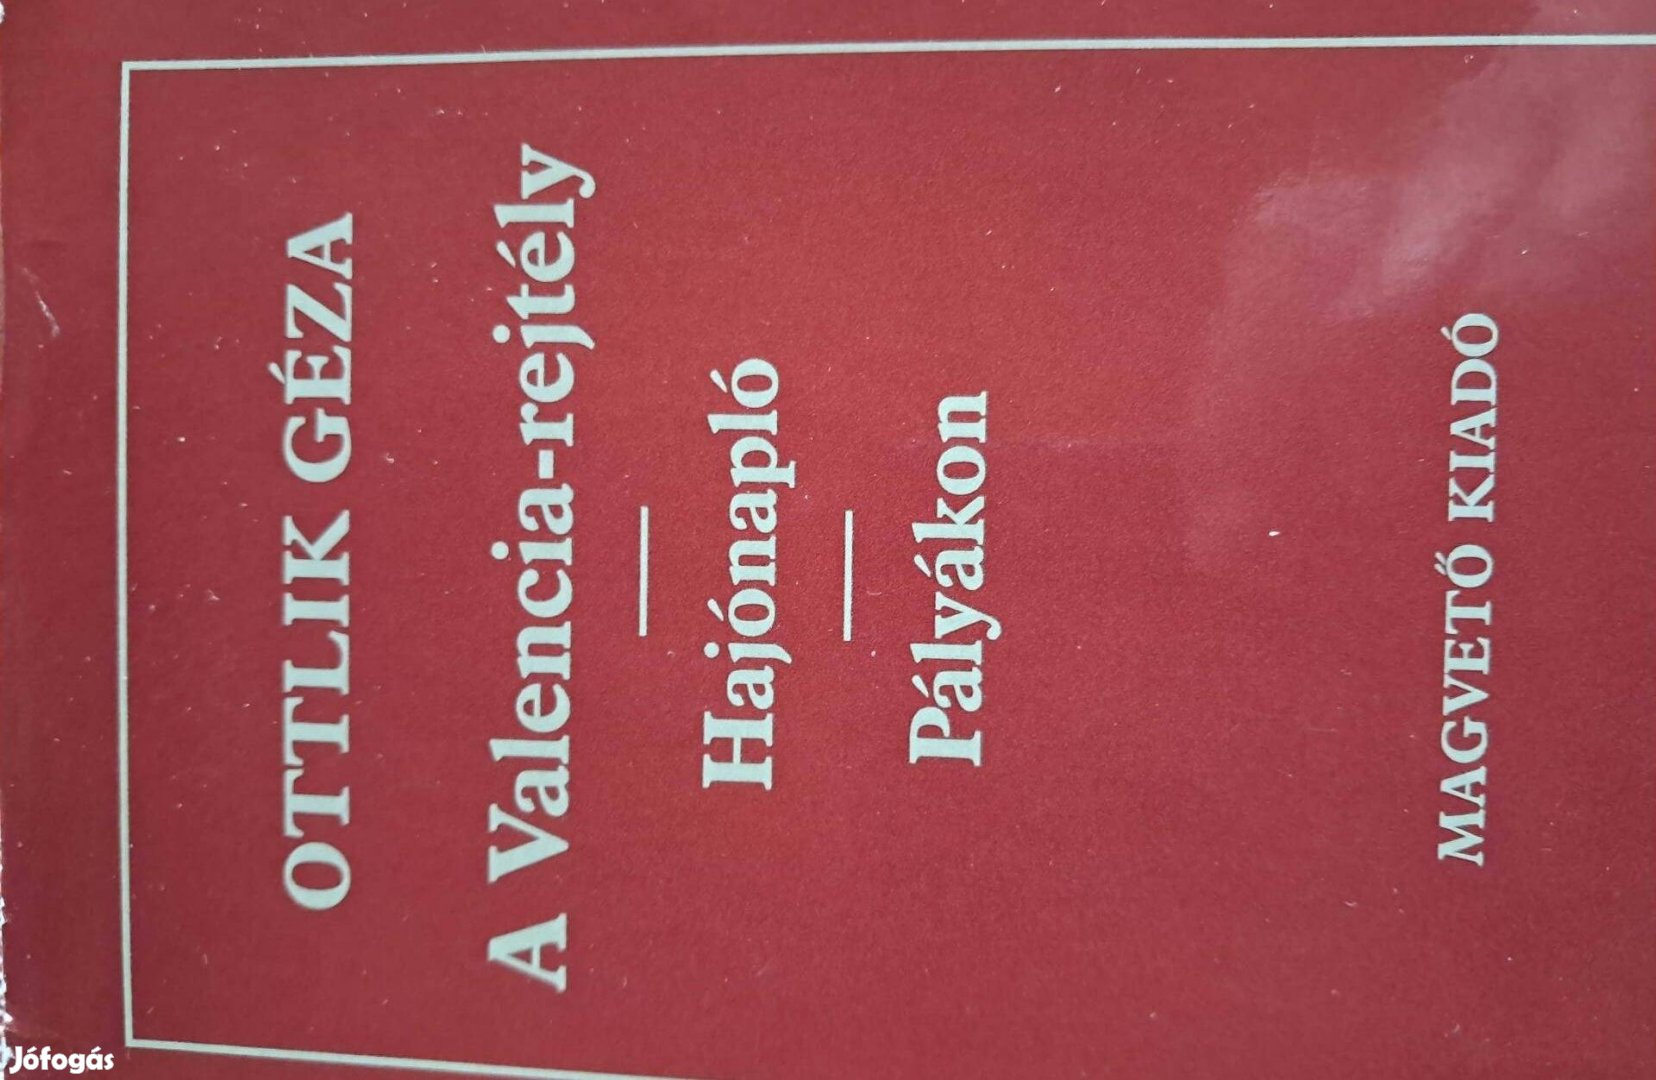 OTTLIK GÉZA
A Valencia-rejtély
Hajónapló
Pályákon
MAGVETŐ KIADÓ
Jófogás